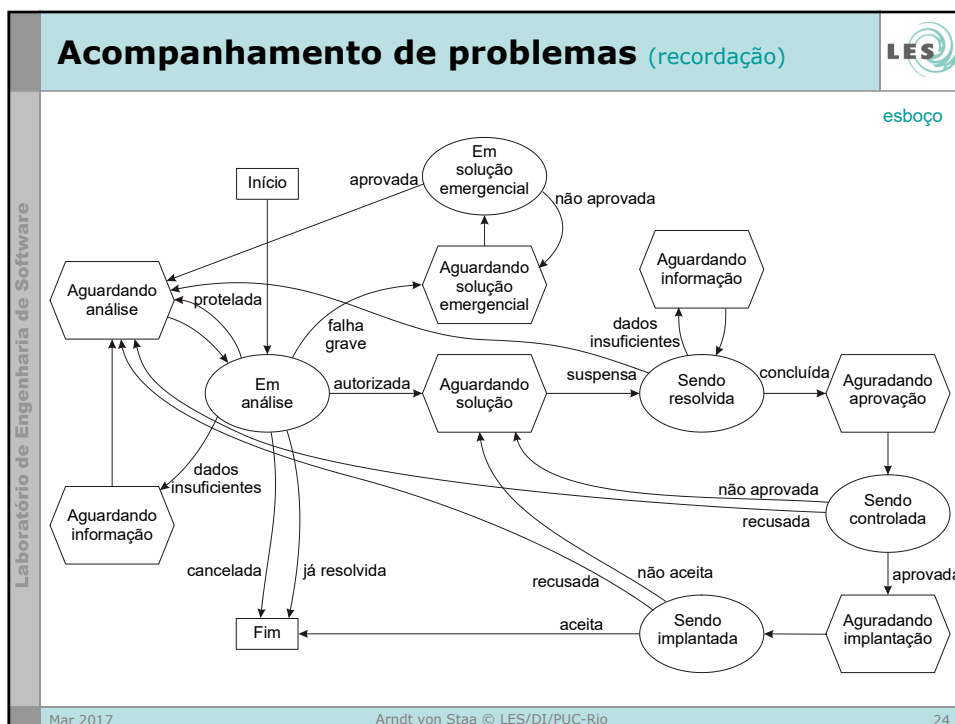 Acompanhamento de problemas (recordação)
LES
esboço
Laboratório de Engenharia de Software
Início
Em
solução
emergencial
aprovada
não aprovada
Aguardando
análise
protelada
falha
grave
Aguardando
solução
emergencial
Aguardando
informação
dados
insuficientes
Em
análise
autorizada
Aguardando
solução
suspensa
Sendo
resolvida
concluída
Aguradando
aprovação
dados
insuficientes
Aguardando
informação
não aprovada
recusada
Sendo
controlada
cancelada
já resolvida
recusada
não aceita
aprovada
Fim
aceita
Sendo
implantada
Aguradando
implantação
Mar 2017
Arndt von Staa © LES/DI/PUC-Rio
24